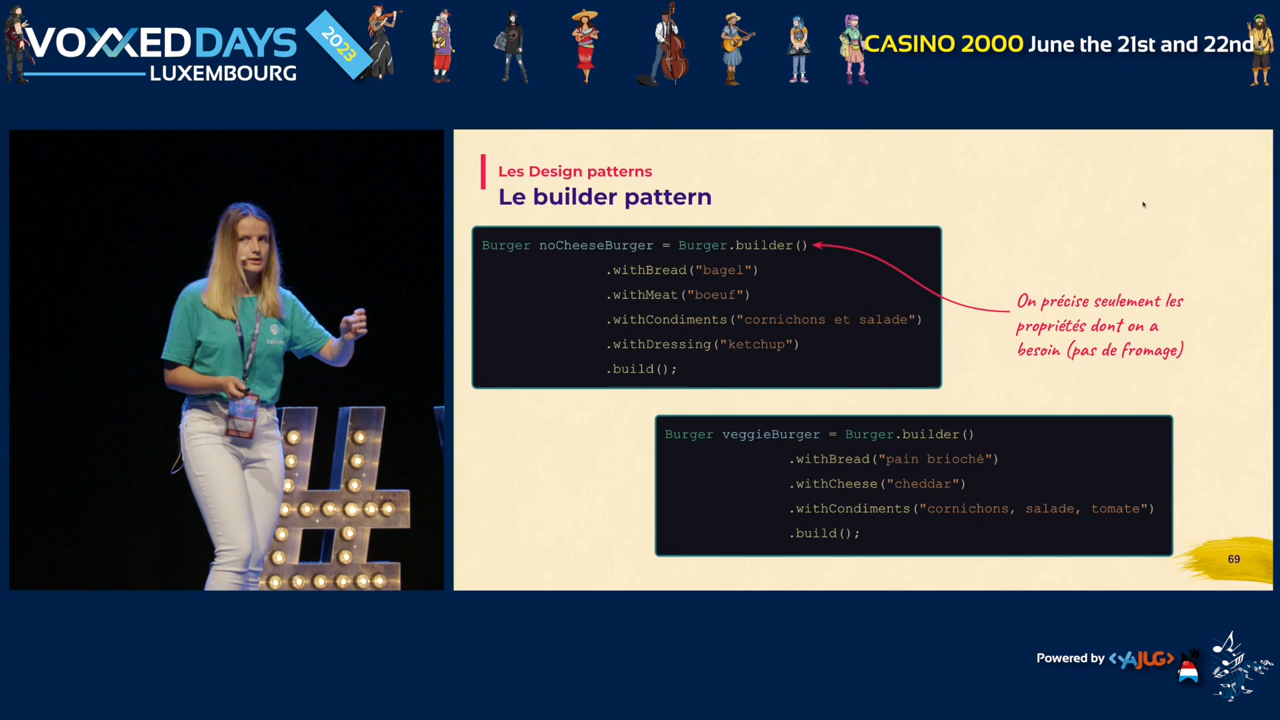 VOXXED DAYS
LUXEMBOURG
2023
CASINO 2000 June the 21st and 22nd
Les Design patterns
Le builder pattern
Burger noCheeseBurger = Burger.builder()
.withBread("bagel")
.withMeat("boeuf")
.withCondiments("cornichons et salade")
.withDressing("ketchup")
.build();
On précise seulement les
propriétés dont on a
besoin (pas de fromage)
Burger veggieBurger = Burger.builder()
.withBread("pain brioché")
.withCheese("cheddar")
.withCondiments("cornichons, salade, tomate")
.build();
69
Powered by <YAJUG>